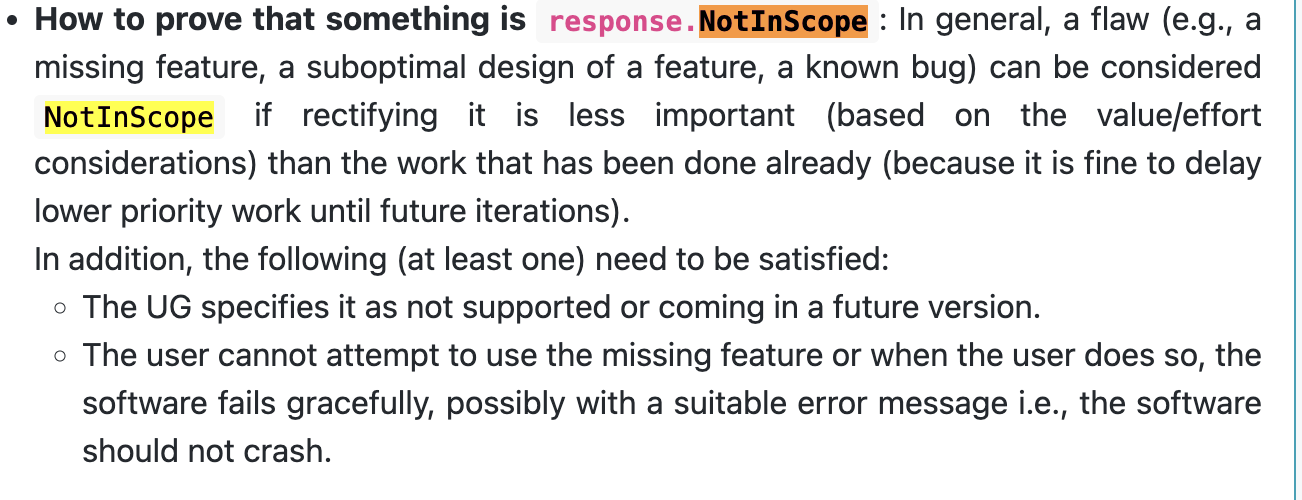 • How to prove that something is response.NotInScope : In general, a flaw (e.g., a
missing feature, a suboptimal design of a feature, a known bug) can be considered
NotInScope if rectifying it is less important (based on the value/effort
considerations) than the work that has been done already (because it is fine to delay
lower priority work until future iterations).
In addition, the following (at least one) need to be satisfied:
◦ The UG specifies it as not supported or coming in a future version.
◦ The user cannot attempt to use the missing feature or when the user does so, the
software fails gracefully, possibly with a suitable error message i.e., the software
should not crash.